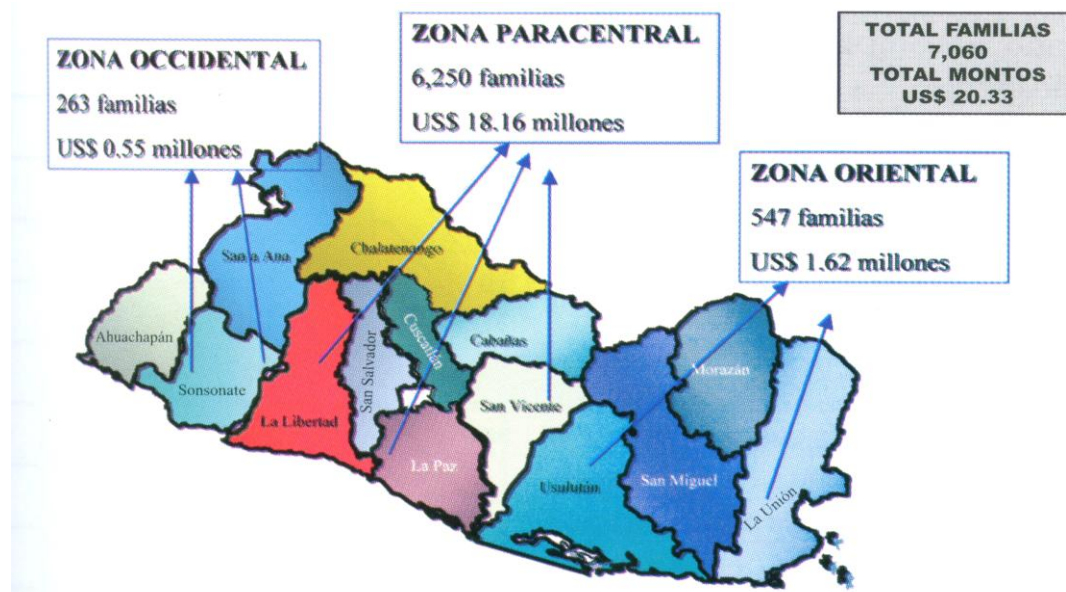 ZONA OCCIDENTAL
263 familias
US$ 0.55 millones
ZONA PARACENTRAL
6,250 familias
US$ 18.16 millones
TOTAL FAMILIAS
7,060
TOTAL MONTOS
US$ 20.33
ZONA ORIENTAL
547 familias
US$ 1.62 millones
San a Ana
Chalatenango
Ahuachapán
Sonsonate
La Libertad
San Salvador
Cuscatlán
Cabañas
San Vicente
La Paz
Usulután
San Miguel
Morazán
La Unión